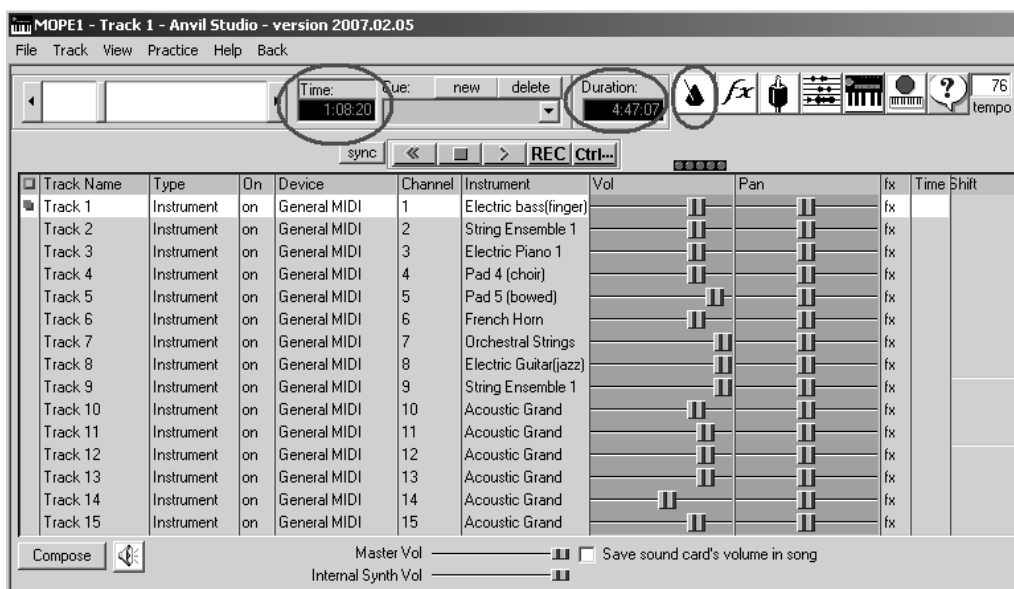 MOPE1 - Track 1 - Anvil Studio - version 2007.02.05
File Track View Practice Help Back
Time: Cue: new delete Duration: 76
1:08:20 4:47:07 fx ? tempo
sync REC Ctrl...
Track Name Type On Device Channel Instrument Vol Pan fx Time Shift
Track 1 Instrument on General MIDI 1 Electric bass(finger) fx
Track 2 Instrument on General MIDI 2 String Ensemble 1 fx
Track 3 Instrument on General MIDI 3 Electric Piano 1 fx
Track 4 Instrument on General MIDI 4 Pad 4 (choir) fx
Track 5 Instrument on General MIDI 5 Pad 5 (bowed) fx
Track 6 Instrument on General MIDI 6 French Horn fx
Track 7 Instrument on General MIDI 7 Orchestral Strings fx
Track 8 Instrument on General MIDI 8 Electric Guitar(jazz) fx
Track 9 Instrument on General MIDI 9 String Ensemble 1 fx
Track 10 Instrument on General MIDI 10 Acoustic Grand fx
Track 11 Instrument on General MIDI 11 Acoustic Grand fx
Track 12 Instrument on General MIDI 12 Acoustic Grand fx
Track 13 Instrument on General MIDI 13 Acoustic Grand fx
Track 14 Instrument on General MIDI 14 Acoustic Grand fx
Track 15 Instrument on General MIDI 15 Acoustic Grand fx
Compose Master Vol Save sound card's volume in song
Internal Synth Vol